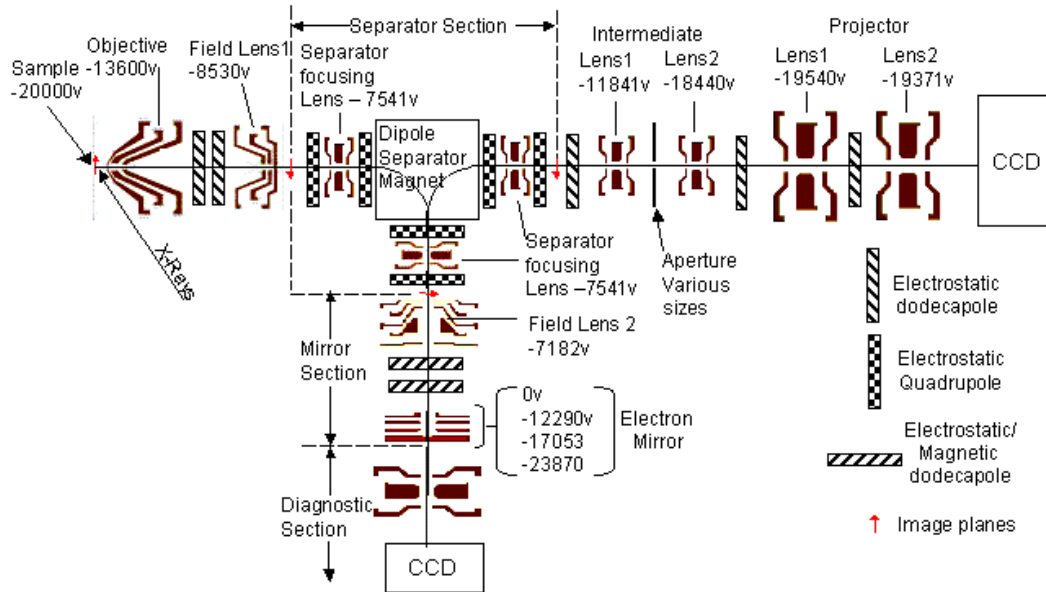 Separator Section
Objective
-13600v
Sample
-20000v
Field Lens1
-8530v
Separator
focusing
Lens – 7541v
Intermediate
Lens1
-11841v
Lens2
-18440v
Projector
Lens1
-19540v
Lens2
-19371v
Dipole
Separator
Magnet
CCD
X-Rays
Separator
focusing
Lens –7541v
Aperture
Various
sizes
Field Lens 2
-7182v
Mirror
Section
0v
-12290v
-17053
-23870
Electron
Mirror
Diagnostic
Section
CCD
Electrostatic
dodecapole
Electrostatic
Quadrupole
Electrostatic/
Magnetic
dodecapole
Image planes